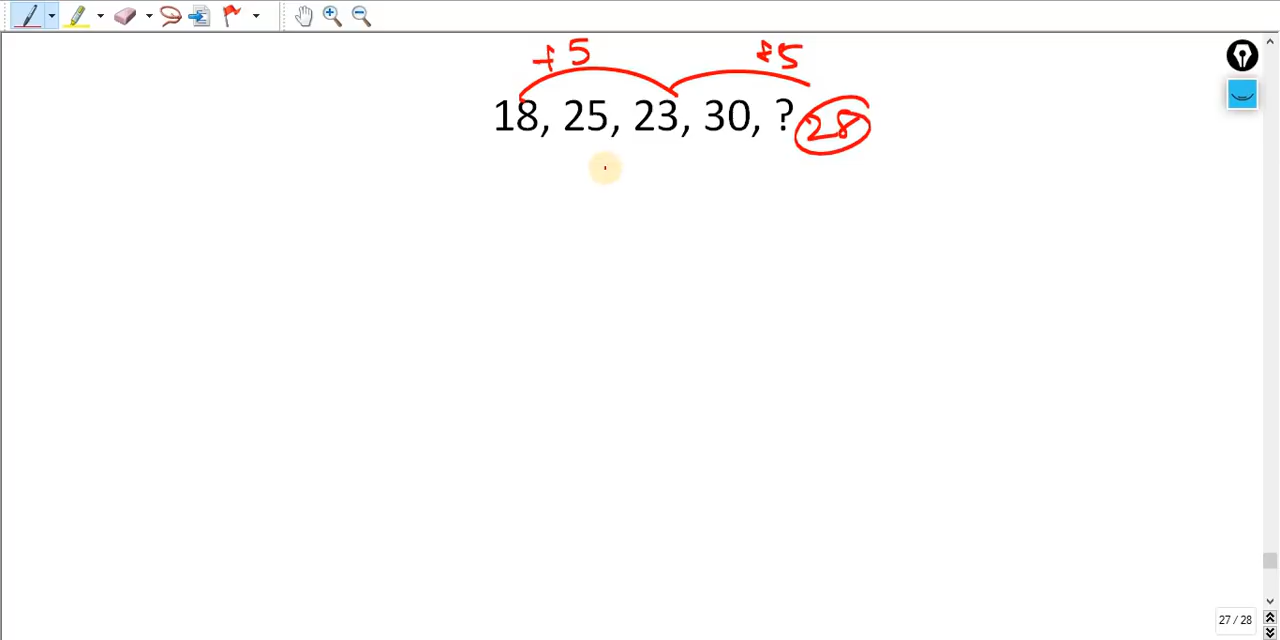 +5 +5
18, 25, 23, 30, ? 28
27 / 28